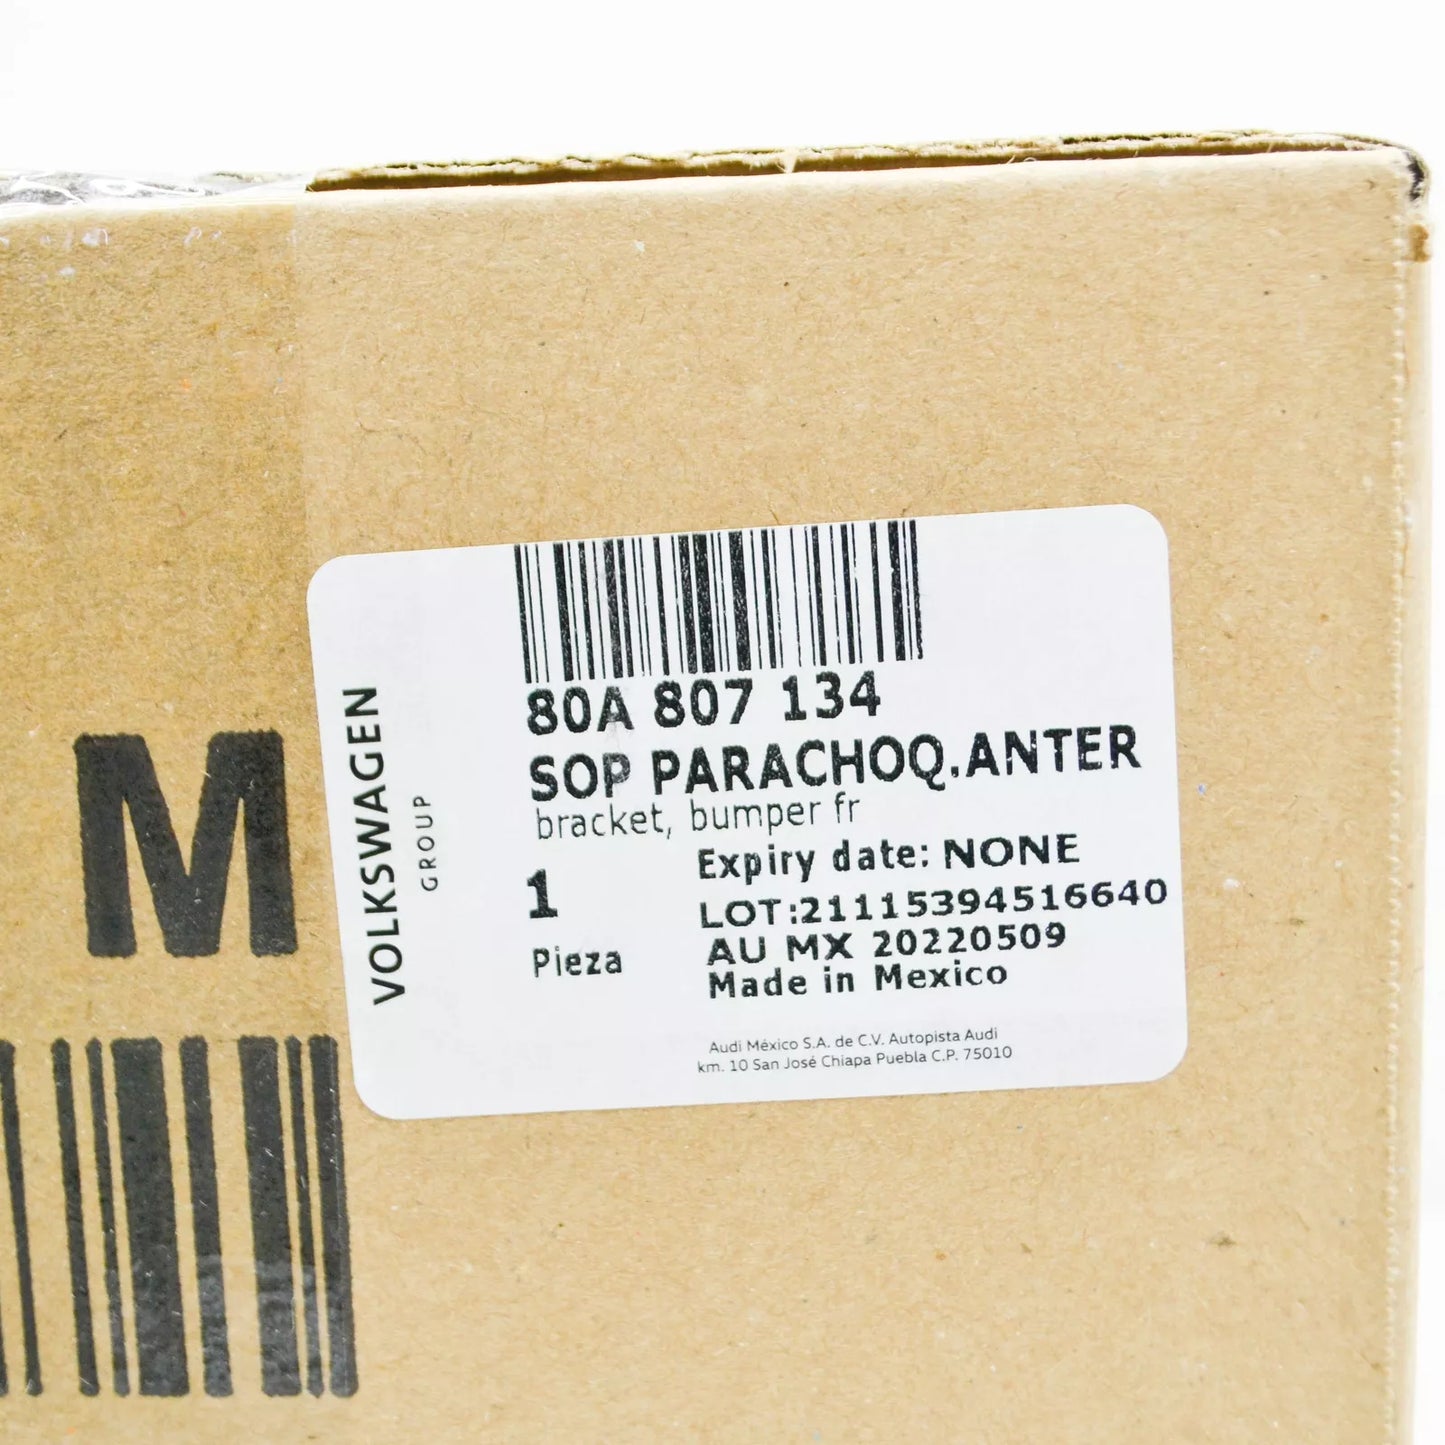 M
VOLKSWAGEN
GROUP
80A 807 134
SOP PARACHOQ.ANTER
bracket, bumper fr
1
Pieza
Expiry date: NONE
LOT:21115394516640
AU MX 20220509
Made in Mexico
Audi México S.A. de C.V. Autopista Audi
km. 10 San José Chiapa Puebla C.P. 75010